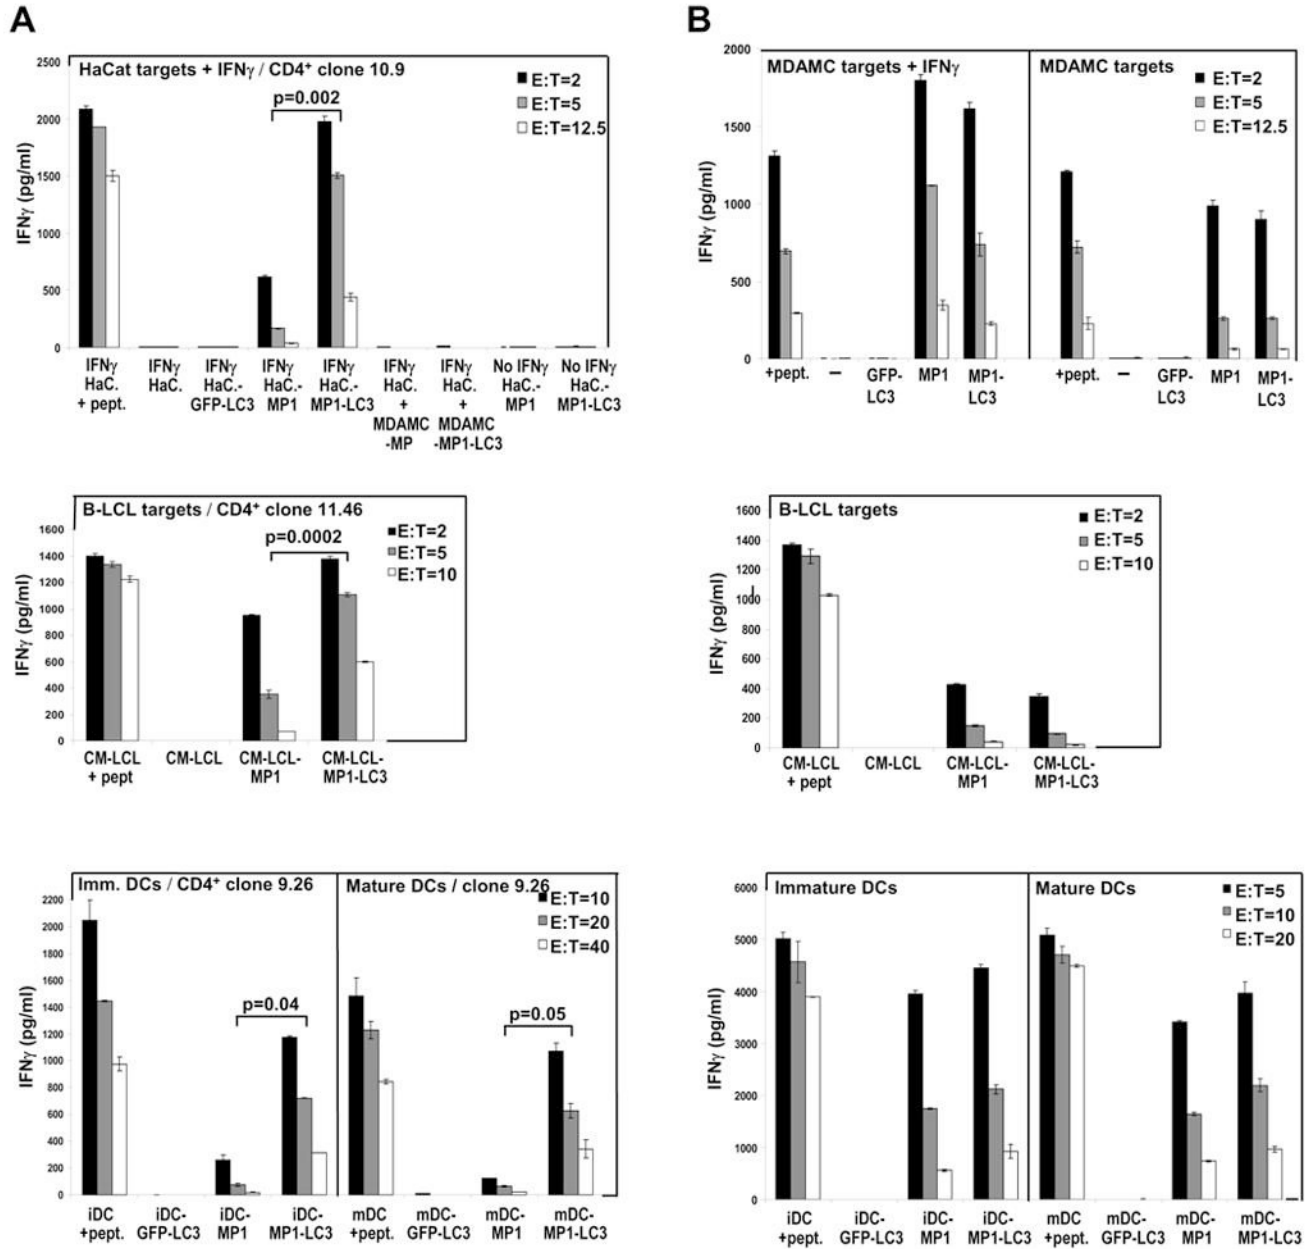 A
HaCat targets + IFNγ / CD4⁺ clone 10.9
p=0.002
E:T=2
E:T=5
E:T=12.5
IFNγ (pg/ml)
2500
2000
1500
1000
500
0
IFNγ HaC. + pept.
IFNγ HaC.
IFNγ HaC.- GFP-LC3
IFNγ HaC.- MP1
IFNγ HaC.- MP1-LC3
IFNγ HaC. + MDAMC -MP
IFNγ HaC. + MDAMC -MP1-LC3
No IFNγ HaC.- MP1
No IFNγ HaC.- MP1-LC3
B-LCL targets / CD4⁺ clone 11.46
p=0.0002
E:T=2
E:T=5
E:T=10
IFNγ (pg/ml)
1600
1400
1200
1000
800
600
400
200
0
CM-LCL + pept
CM-LCL
CM-LCL- MP1
CM-LCL- MP1-LC3
Imm. DCs / CD4⁺ clone 9.26
Mature DCs / clone 9.26
E:T=10
E:T=20
E:T=40
p=0.04
p=0.05
IFNγ (pg/ml)
2200
2000
1800
1600
1400
1200
1000
800
600
400
200
0
iDC +pept.
iDC- GFP-LC3
iDC- MP1
iDC- MP1-LC3
mDC +pept.
mDC- GFP-LC3
mDC- MP1
mDC- MP1-LC3
B
MDAMC targets + IFNγ
MDAMC targets
E:T=2
E:T=5
E:T=12.5
IFNγ (pg/ml)
2000
1500
1000
500
0
+pept.
–
GFP- LC3
MP1
MP1- LC3
+pept.
–
GFP- LC3
MP1
MP1- LC3
B-LCL targets
E:T=2
E:T=5
E:T=10
IFNγ (pg/ml)
1600
1400
1200
1000
800
600
400
200
0
CM-LCL + pept
CM-LCL
CM-LCL- MP1
CM-LCL- MP1-LC3
Immature DCs
Mature DCs
E:T=5
E:T=10
E:T=20
IFNγ (pg/ml)
6000
5000
4000
3000
2000
1000
0
iDC +pept.
iDC- GFP-LC3
iDC- MP1
iDC- MP1-LC3
mDC +pept.
mDC- GFP-LC3
mDC- MP1
mDC- MP1-LC3